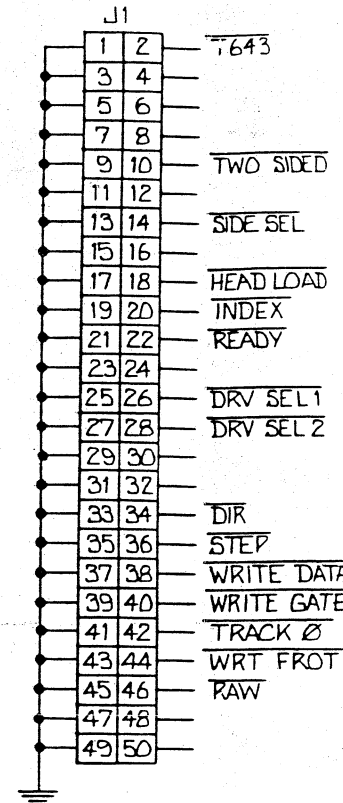 J1
1 2 T643
3 4
5 6
7 8
9 10 TWO SIDED
11 12
13 14 SIDE SEL
15 16
17 18 HEAD LOAD
19 20 INDEX
21 22 READY
23 24
25 26 DRV SEL 1
27 28 DRV SEL 2
29 30
31 32
33 34 DIR
35 36 STEP
37 38 WRITE DATA
39 40 WRITE GATE
41 42 TRACK Ø
43 44 WRT PROT
45 46 RAW
47 48
49 50